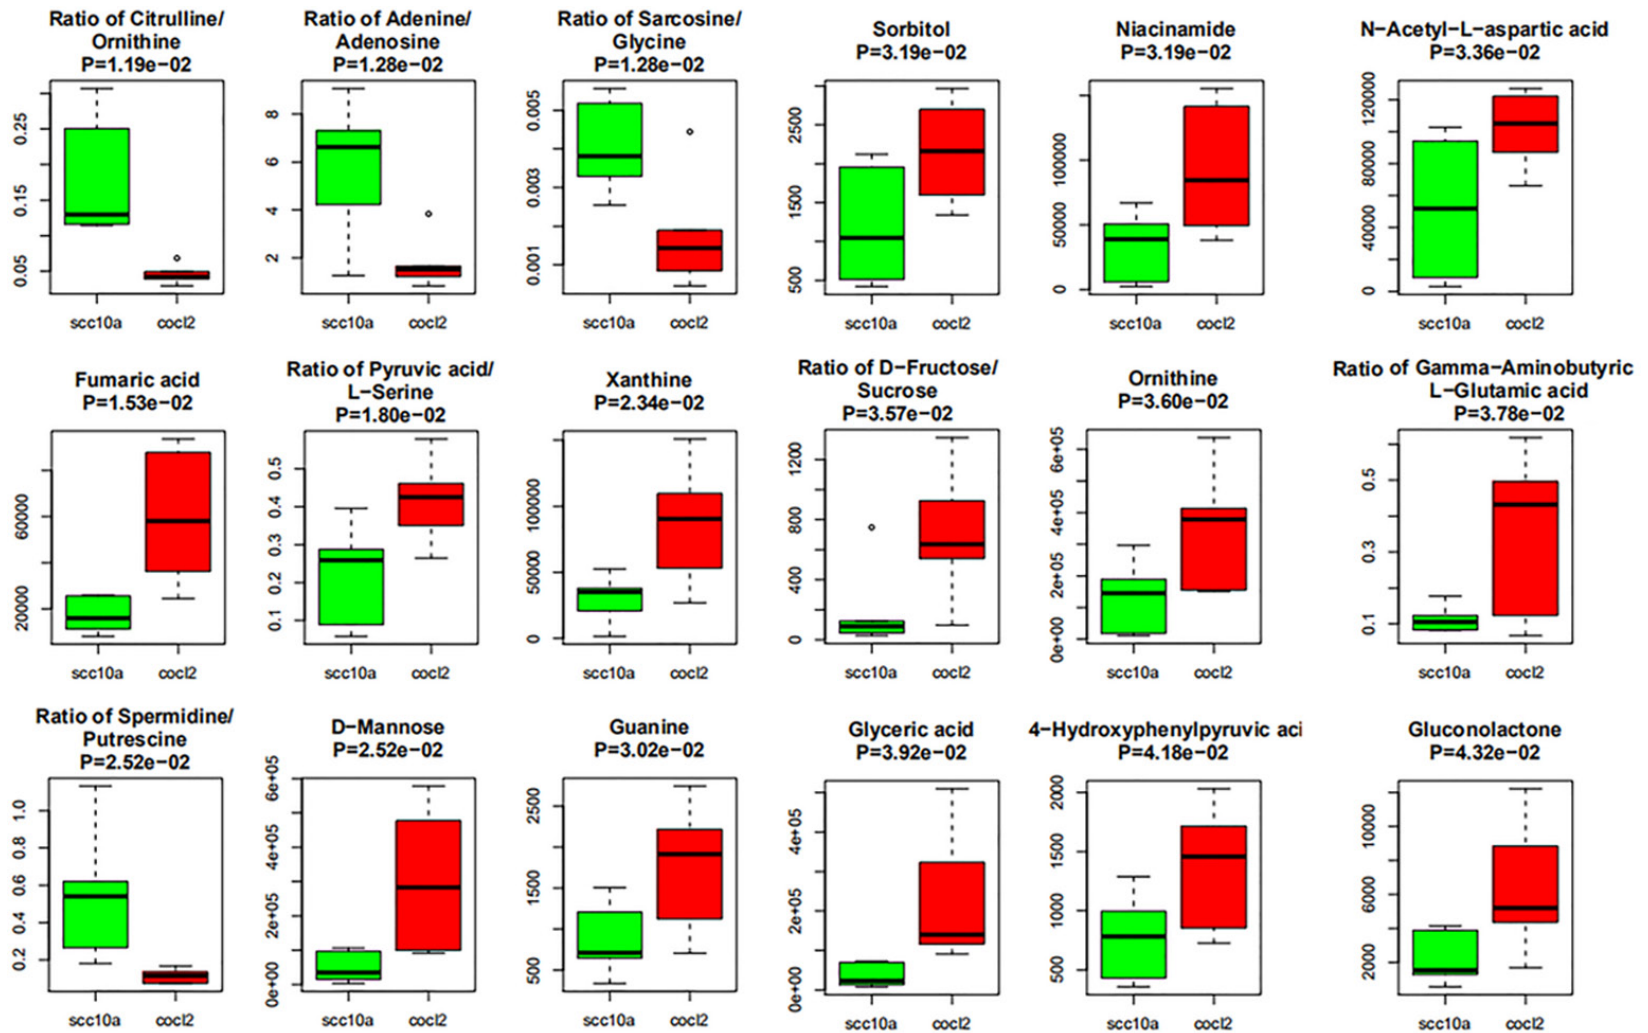 Ratio of Citrulline/
Ornithine
P=1.19e−02
0.25
0.15
0.05
scc10a cocl2
Ratio of Adenine/
Adenosine
P=1.28e−02
8
6
4
2
scc10a cocl2
Ratio of Sarcosine/
Glycine
P=1.28e−02
0.005
0.003
0.001
scc10a cocl2
Sorbitol
P=3.19e−02
2500
1500
500
scc10a cocl2
Niacinamide
P=3.19e−02
100000
50000
0
scc10a cocl2
N−Acetyl−L−aspartic acid
P=3.36e−02
120000
80000
40000
0
scc10a cocl2
Fumaric acid
P=1.53e−02
60000
20000
scc10a cocl2
Ratio of Pyruvic acid/
L−Serine
P=1.80e−02
0.5
0.4
0.3
0.2
0.1
scc10a cocl2
Xanthine
P=2.34e−02
100000
50000
0
scc10a cocl2
Ratio of D−Fructose/
Sucrose
P=3.57e−02
1200
800
400
0
scc10a cocl2
Ornithine
P=3.60e−02
6e+05
4e+05
2e+05
0e+00
scc10a cocl2
Ratio of Gamma−Aminobutyric
L−Glutamic acid
P=3.78e−02
0.5
0.3
0.1
scc10a cocl2
Ratio of Spermidine/
Putrescine
P=2.52e−02
1.0
0.8
0.6
0.4
0.2
scc10a cocl2
D−Mannose
P=2.52e−02
6e+05
4e+05
2e+05
0e+00
scc10a cocl2
Guanine
P=3.02e−02
2500
1500
500
scc10a cocl2
Glyceric acid
P=3.92e−02
4e+05
2e+05
0e+00
scc10a cocl2
4−Hydroxyphenylpyruvic aci
P=4.18e−02
2000
1500
1000
500
scc10a cocl2
Gluconolactone
P=4.32e−02
10000
6000
2000
scc10a cocl2